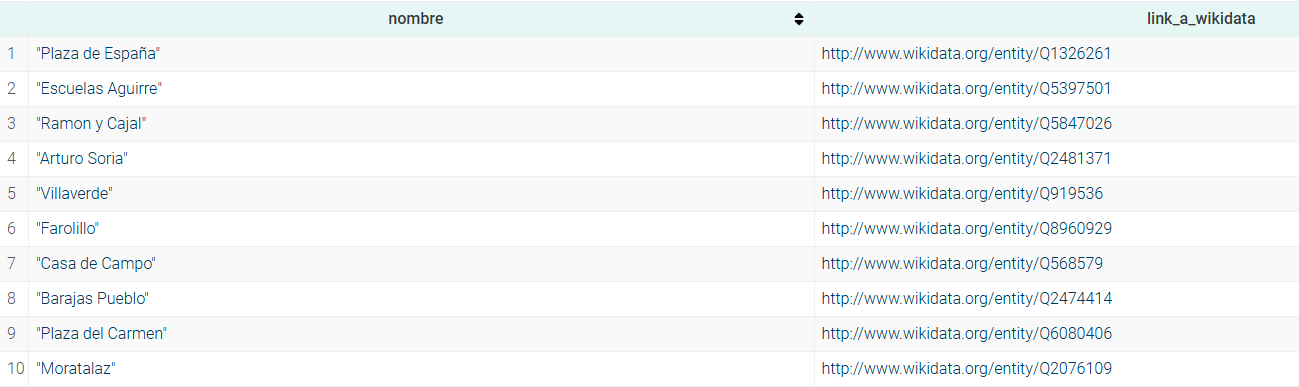 nombre link_a_wikidata
1 "Plaza de España" http://www.wikidata.org/entity/Q1326261
2 "Escuelas Aguirre" http://www.wikidata.org/entity/Q5397501
3 "Ramon y Cajal" http://www.wikidata.org/entity/Q5847026
4 "Arturo Soria" http://www.wikidata.org/entity/Q2481371
5 "Villaverde" http://www.wikidata.org/entity/Q919536
6 "Farolillo" http://www.wikidata.org/entity/Q8960929
7 "Casa de Campo" http://www.wikidata.org/entity/Q568579
8 "Barajas Pueblo" http://www.wikidata.org/entity/Q2474414
9 "Plaza del Carmen" http://www.wikidata.org/entity/Q6080406
10 "Moratalaz" http://www.wikidata.org/entity/Q2076109